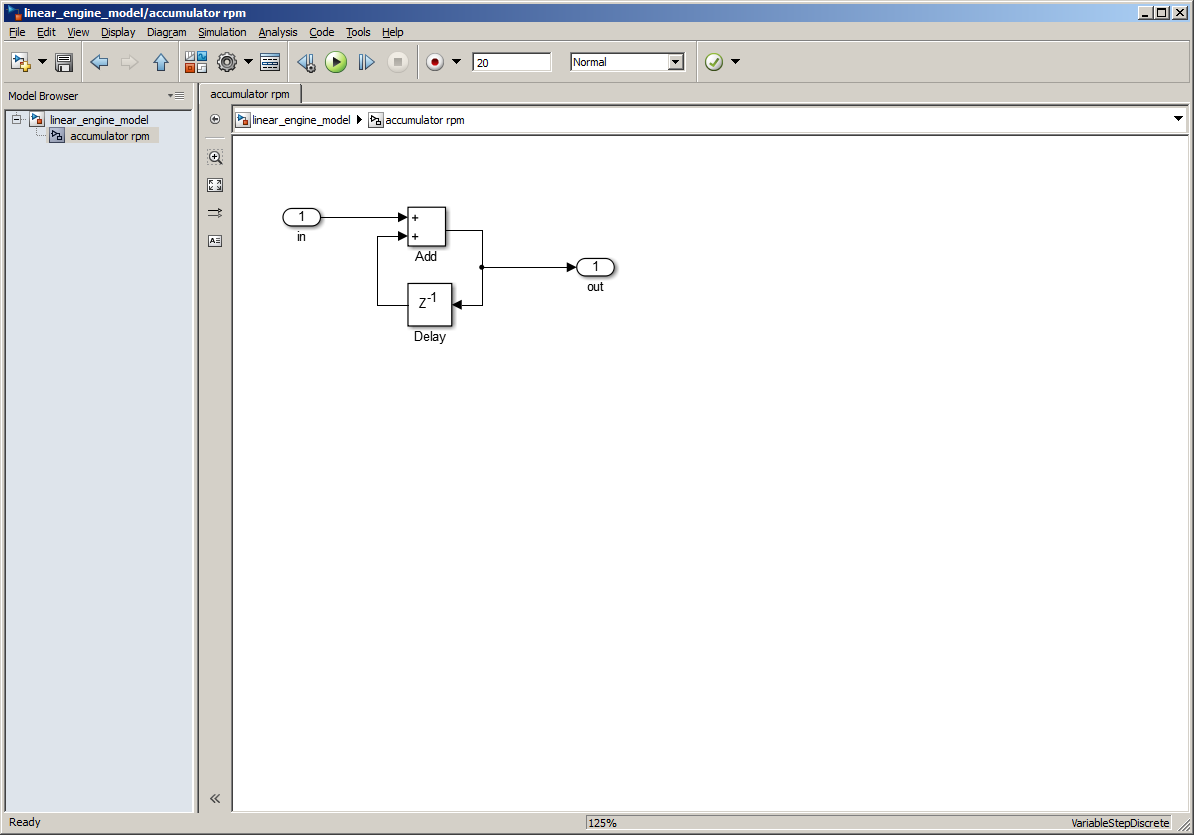 linear_engine_model/accumulator rpm
File Edit View Display Diagram Simulation Analysis Code Tools Help
20 Normal
Model Browser
accumulator rpm
linear_engine_model
accumulator rpm
linear_engine_model accumulator rpm
1
in
+
+
Add
1
out
Z-1
Delay
Ready 125% VariableStepDiscrete